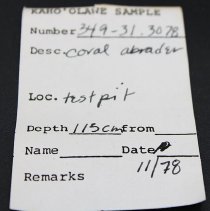 KAHO'OLAWE SAMPLE
Number 349-31.3078
Desc. coral abrader
Loc. test pit
Depth 115cm from
Name Date
11/78
Remarks